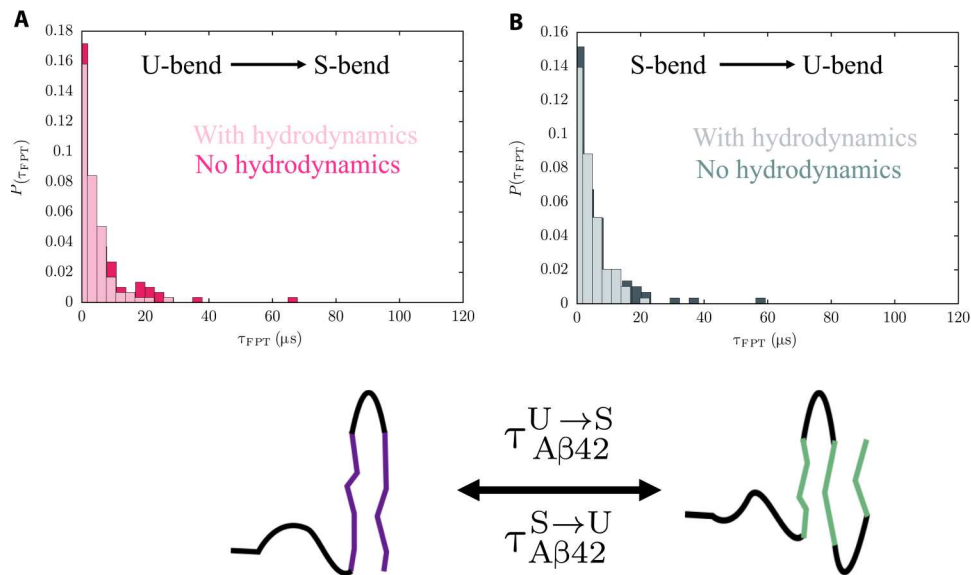 A
0.18
0.16
0.14
0.12
0.1
0.08
0.06
0.04
0.02
0
P(τFPT)
U-bend → S-bend
With hydrodynamics
No hydrodynamics
0 20 40 60 80 100 120
τFPT (μs)
B
0.16
0.14
0.12
0.1
0.08
0.06
0.04
0.02
0
P(τFPT)
S-bend → U-bend
With hydrodynamics
No hydrodynamics
0 20 40 60 80 100 120
τFPT (μs)
τ U→S Aβ42
τ S→U Aβ42